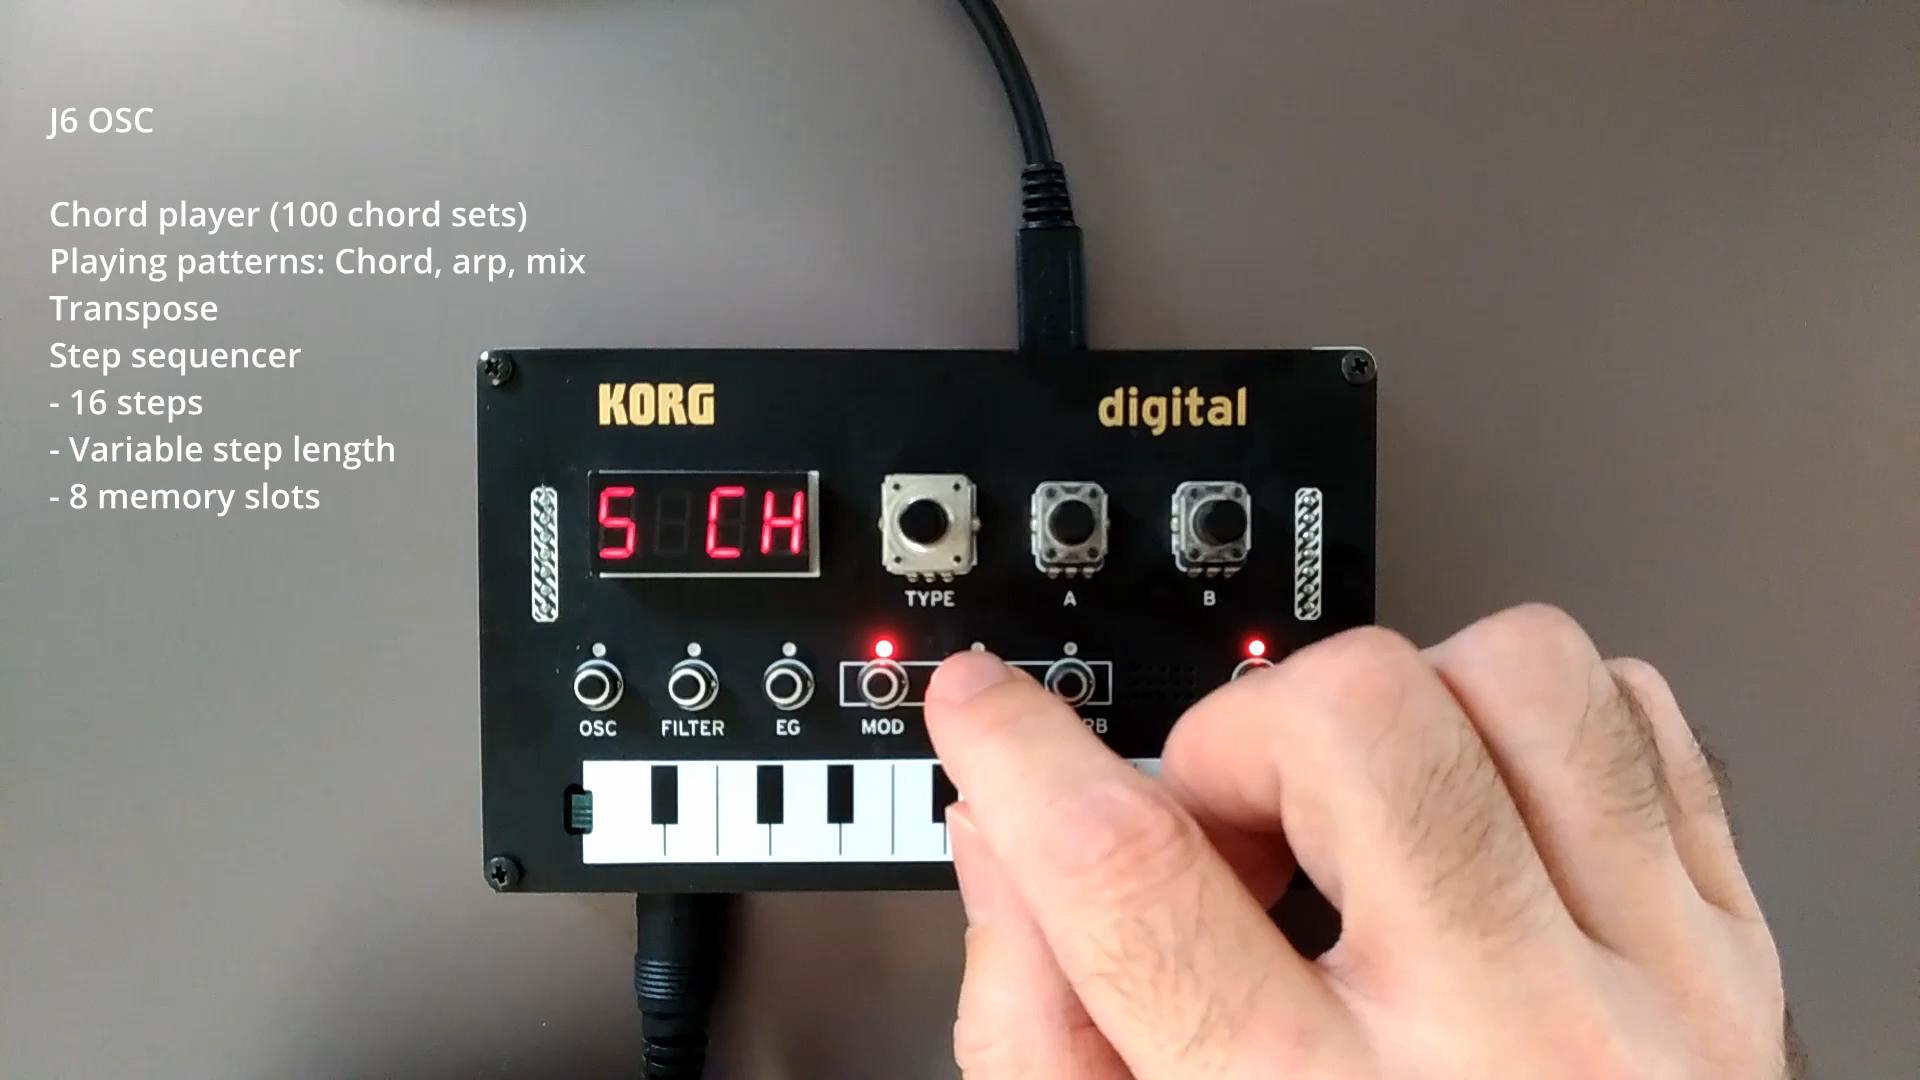 J6 OSC
Chord player (100 chord sets)
Playing patterns: Chord, arp, mix
Transpose
Step sequencer
- 16 steps
- Variable step length
- 8 memory slots
KORG
digital
5 CH
TYPE
A
B
OSC
FILTER
EG
MOD